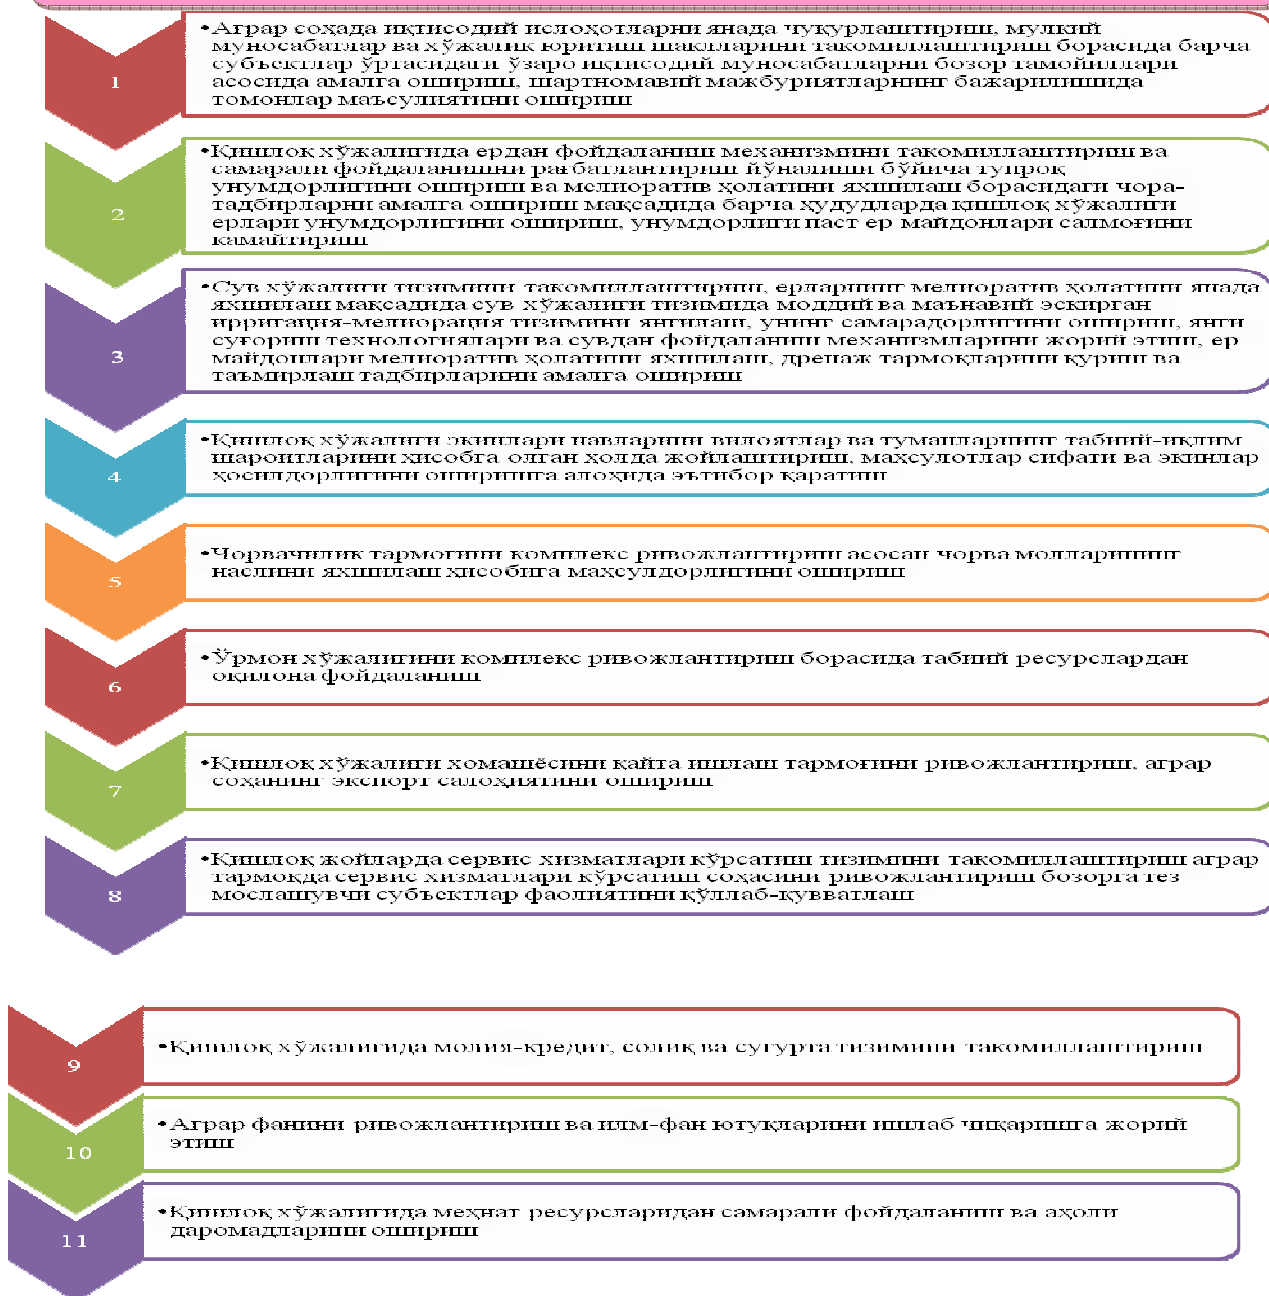 1
•Аграр соҳада иқтисодий ислоҳотларни янада чуқурлаштириш, мулкий
муносабатлар ва хўжалик юритиш шаклларини такомиллаштириш борасида барча
субъектлар ўртасидаги ўзаро иқтисодий муносабатларни бозор тамойиллари
асосида амалга ошириш, шартномавий мажбуриятларнинг бажарилишида
томонлар маъсулиятини ошириш
2
•Қишлоқ хўжалигида ердан фойдаланиш механизмини такомиллаштириш ва
самарали фойдаланишни рағбатлантириш йўналиши бўйича тупроқ
унумдорлигини ошириш ва мелиоратив ҳолатини яхшилаш борасидаги чора-
тадбирларни амалга ошириш мақсадида барча ҳудудларда қишлоқ хўжалиги
ерлари унумдорлигини ошириш, унумдорлиги паст ер майдонлари салмоғини
камайтириш
3
•Сув хўжалиги тизимини такомиллаштириш, ерларнинг мелиоратив ҳолатини янада
яхшилаш мақсадида сув хўжалиги тизимида моддий ва маънавий эскирган
ирригация-мелиорация тизимини янгилаш, унинг самарадорлигини ошириш, янги
суғориш технологиялари ва сувдан фойдаланиш механизмларини жорий этиш, ер
майдонлари мелиоратив ҳолатини яхшилаш, дренаж тармоқларини қуриш ва
таъмирлаш тадбирларини амалга ошириш
4
•Қишлоқ хўжалиги экинлари навларини вилоятлар ва туманларнинг табиий-иқлим
шароитларини ҳисобга олган ҳолда жойлаштириш, маҳсулотлар сифати ва экинлар
ҳосилдорлигини оширишга алоҳида эътибор қаратиш
5
•Чорвачилик тармоғини комплекс ривожлантириш асосан чорва молларининг
наслини яхшилаш ҳисобига маҳсулдорлигини ошириш
6
•Ўрмон хўжалигини комплекс ривожлантириш борасида табиий ресурслардан
оқилона фойдаланиш
7
•Қишлоқ хўжалиги хомашёсини қайта ишлаш тармоғини ривожлантириш, аграр
соҳанинг экспорт салоҳиятини ошириш
8
•Қишлоқ жойларда сервис хизматлари кўрсатиш тизимини такомиллаштириш аграр
тармоқда сервис хизматлари кўрсатиш соҳасини ривожлантириш бозорга тез
мослашувчи субъектлар фаолиятини қўллаб-қувватлаш
9
•Қишлоқ хўжалигида молия-кредит, солиқ ва суғурта тизимини такомиллаштириш
10
•Аграр фанини ривожлантириш ва илм-фан ютуқларини ишлаб чиқаришга жорий
этиш
11
•Қишлоқ хўжалигида меҳнат ресурсларидан самарали фойдаланиш ва аҳоли
даромадларини ошириш